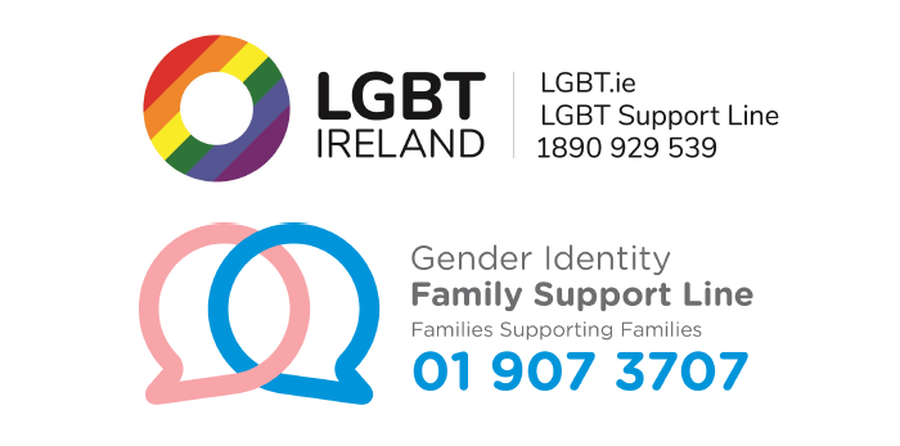 LGBT
IRELAND
LGBT.ie
LGBT Support Line
1890 929 539
Gender Identity
Family Support Line
Families Supporting Families
01 907 3707